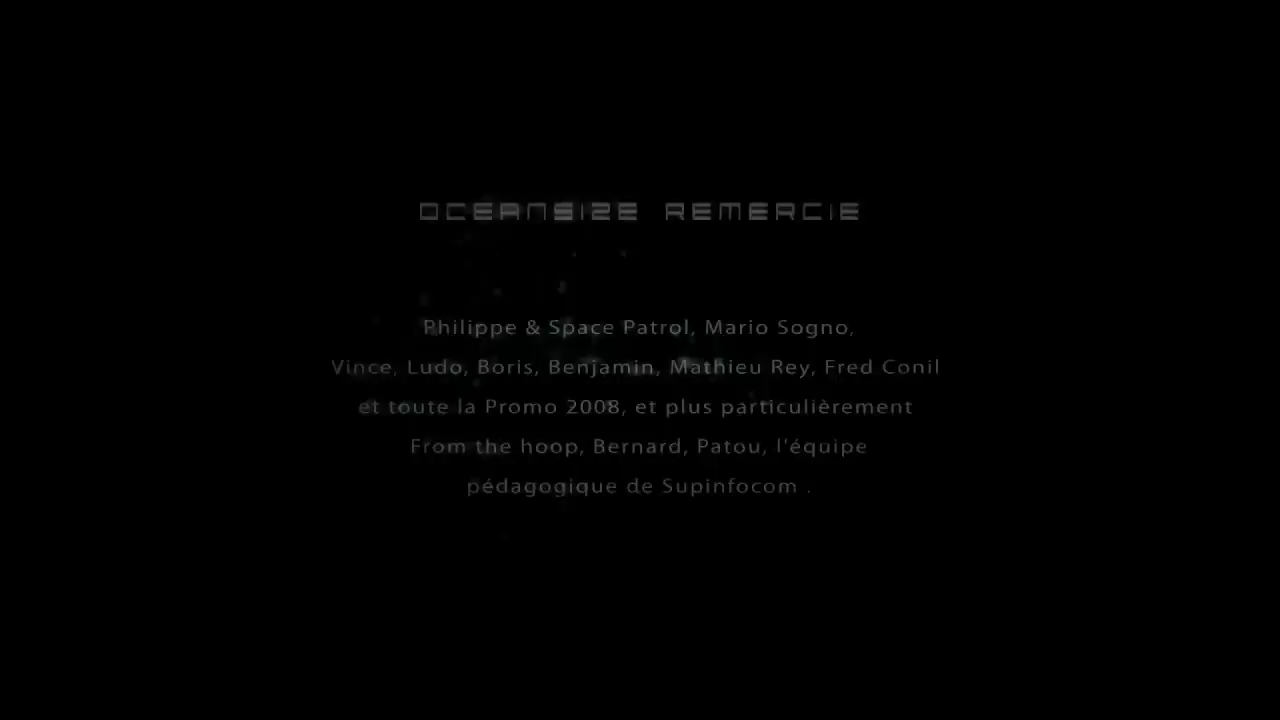 OCEANSIZE REMERCIE
Philippe & Space Patrol, Mario Sogno,
Vince, Ludo, Boris, Benjamin, Mathieu Rey, Fred Conil
et toute la Promo 2008, et plus particulièrement
From the hoop, Bernard, Patou, l'équipe
pédagogique de Supinfocom .